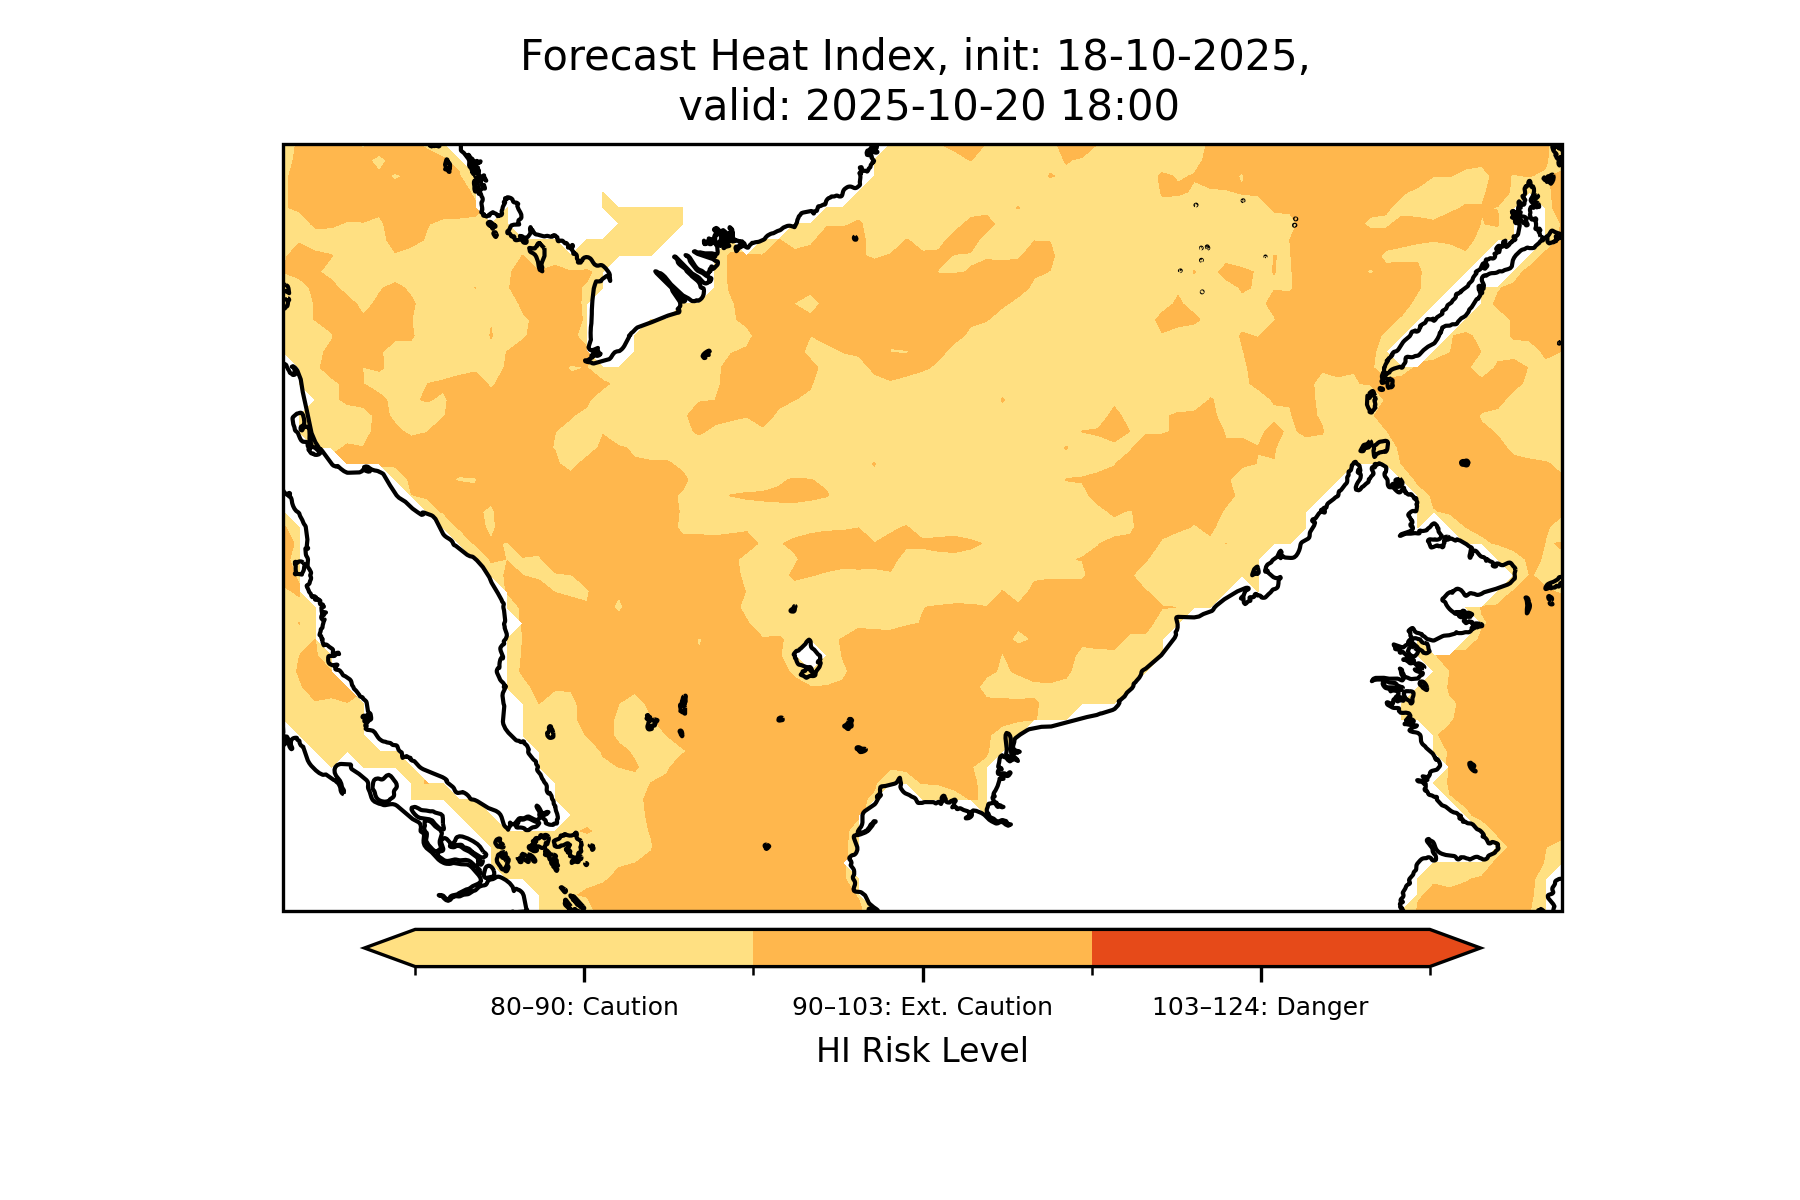 Forecast Heat Index, init: 18-10-2025,
valid: 2025-10-20 18:00
80–90: Caution
90–103: Ext. Caution
103–124: Danger
HI Risk Level